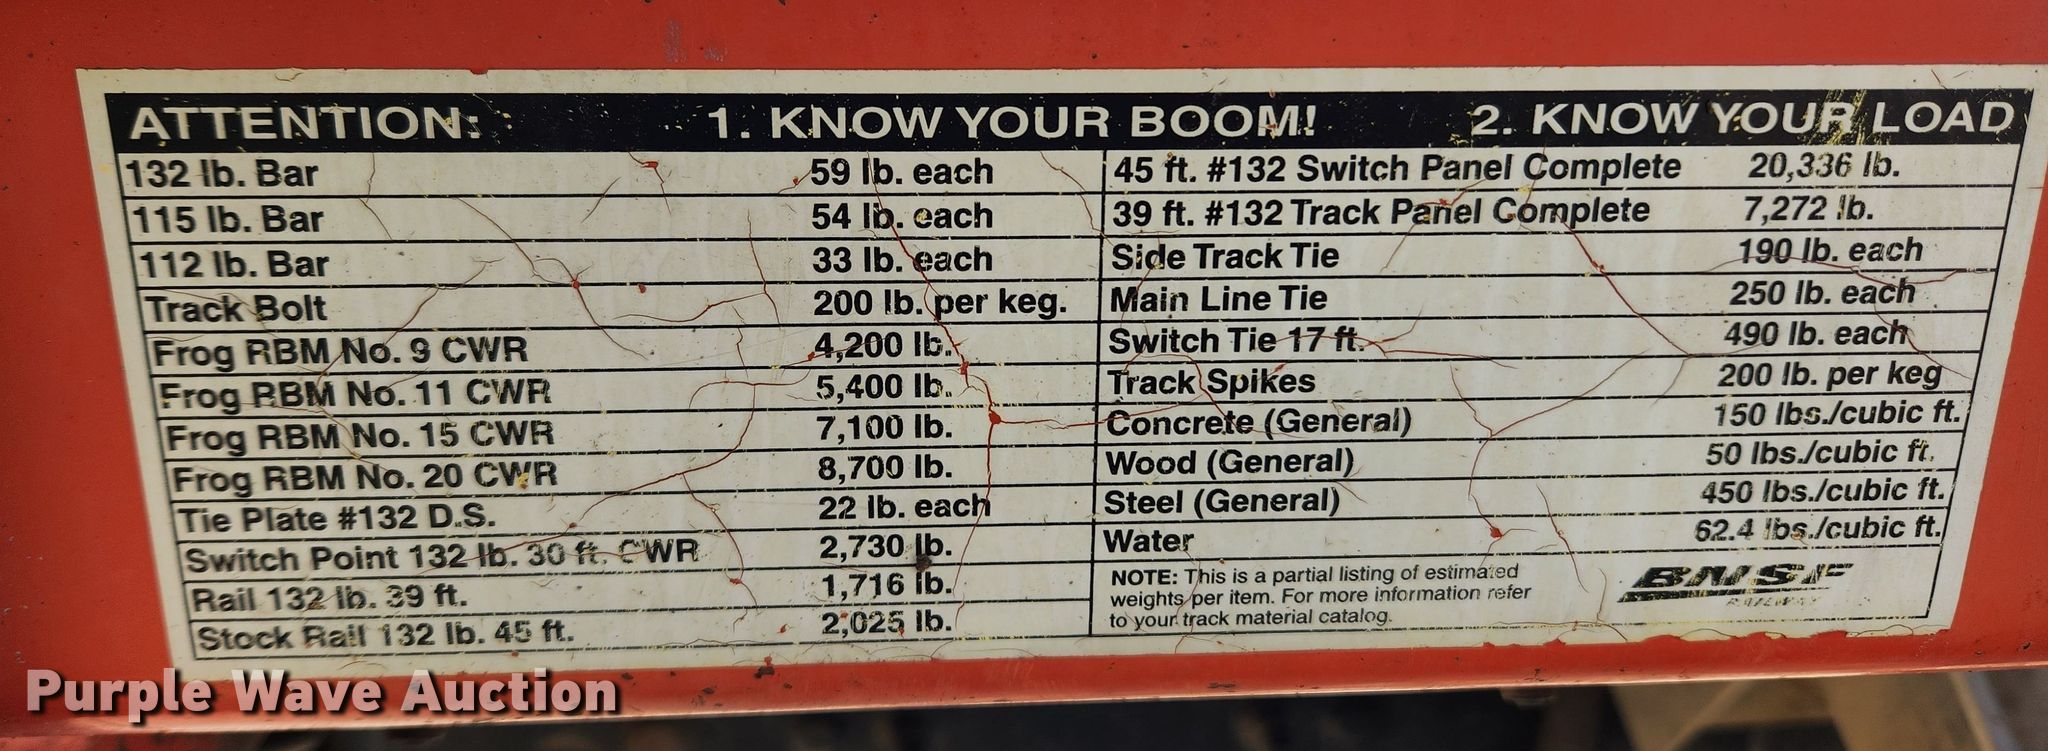 ATTENTION: 1. KNOW YOUR BOOM! 2. KNOW YOUR LOAD
132 lb. Bar 59 lb. each
115 lb. Bar 54 lb. each
112 lb. Bar 33 lb. each
Track Bolt 200 lb. per keg.
Frog RBM No. 9 CWR 4,200 lb.
Frog RBM No. 11 CWR 5,400 lb.
Frog RBM No. 15 CWR 7,100 lb.
Frog RBM No. 20 CWR 8,700 lb.
Tie Plate #132 D.S. 22 lb. each
Switch Point 132 lb. 30 ft. CWR 2,730 lb.
Rail 132 lb. 39 ft. 1,716 lb.
Stock Rail 132 lb. 45 ft. 2,025 lb.
45 ft. #132 Switch Panel Complete 20,336 lb.
39 ft. #132 Track Panel Complete 7,272 lb.
Side Track Tie 190 lb. each
Main Line Tie 250 lb. each
Switch Tie 17 ft. 490 lb. each
Track Spikes 200 lb. per keg
Concrete (General) 150 lbs./cubic ft.
Wood (General) 50 lbs./cubic ft.
Steel (General) 450 lbs./cubic ft.
Water 62.4 lbs./cubic ft.
NOTE: This is a partial listing of estimated
weights per item. For more information refer
to your track material catalog.
BNSF
RAILWAY
Purple Wave Auction